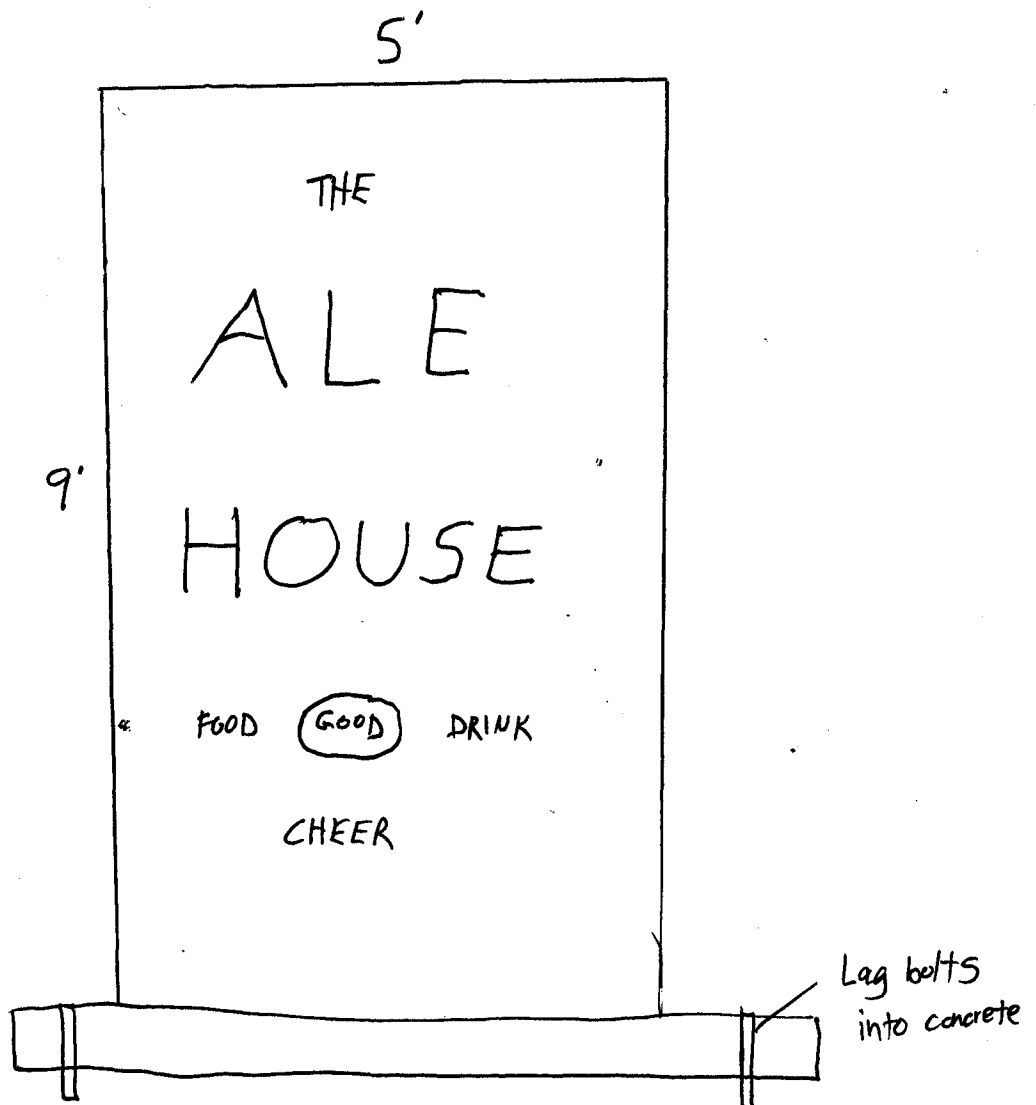 5'
THE
ALE
9'
HOUSE
FOOD GOOD DRINK
CHEER
Lag bolts
into concrete